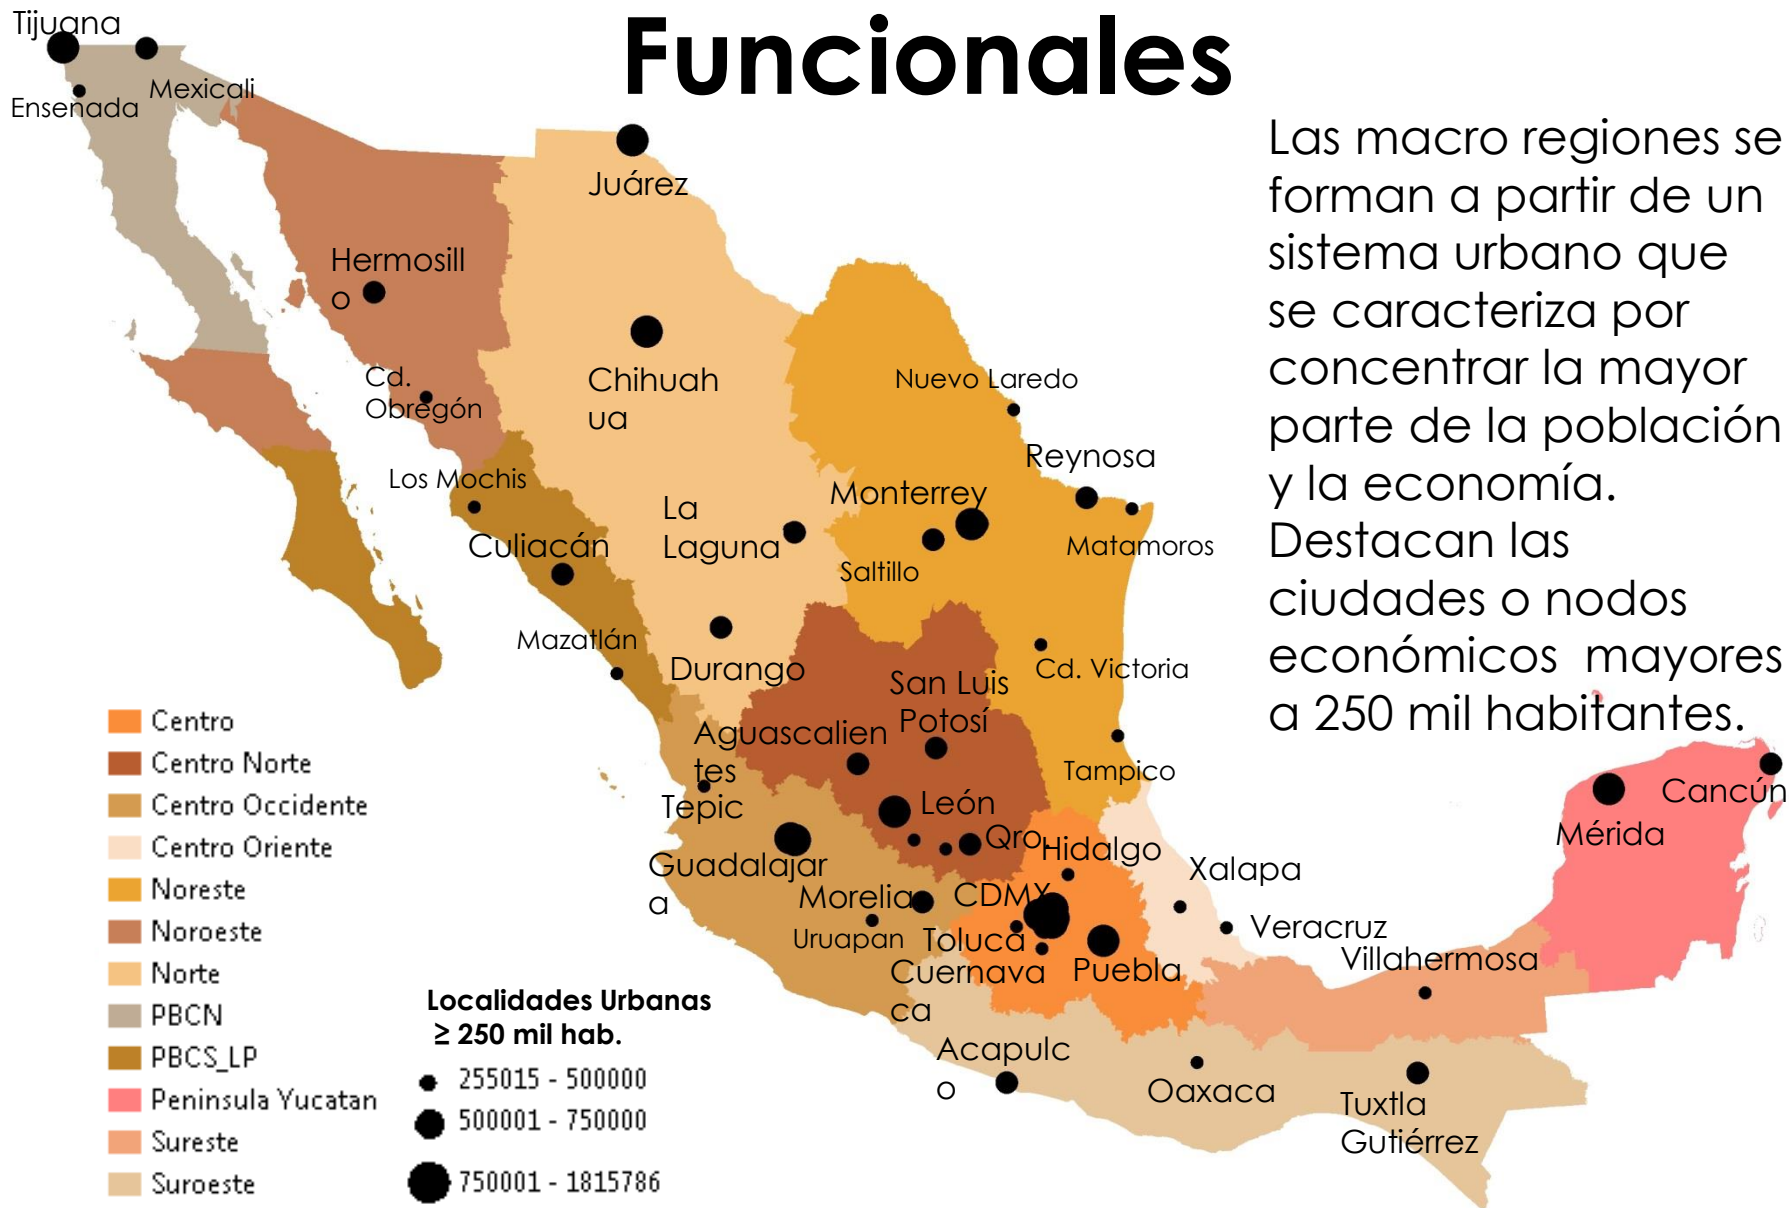 Funcionales
Tijuana
Mexicali
Ensenada
Juárez
Hermosill
o
Cd.
Obregón
Chihuah
ua
Nuevo Laredo
Reynosa
Los Mochis
Monterrey
La
Laguna
Culiacán
Saltillo
Matamoros
Mazatlán
Durango
Cd. Victoria
San Luis
Potosí
Aguascalien
tes
Tampico
Tepic
León
Qro.
Hidalgo
Guadalajar
a
Morelia
CDMX
Xalapa
Uruapan
Toluca
Veracruz
Cuernava
ca
Puebla
Villahermosa
Mérida
Cancún
Acapulc
o
Oaxaca
Tuxtla
Gutiérrez
Las macro regiones se
forman a partir de un
sistema urbano que
se caracteriza por
concentrar la mayor
parte de la población
y la economía.
Destacan las
ciudades o nodos
económicos mayores
a 250 mil habitantes.
Centro
Centro Norte
Centro Occidente
Centro Oriente
Noreste
Noroeste
Norte
PBCN
PBCS_LP
Peninsula Yucatan
Sureste
Suroeste
Localidades Urbanas
≥ 250 mil hab.
255015 - 500000
500001 - 750000
750001 - 1815786